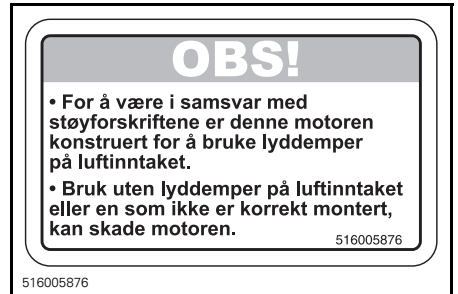 OBS!
• For å være i samsvar med
støyforskriftene er denne motoren
konstruert for å bruke lyddemper
på luftinntaket.
• Bruk uten lyddemper på luftinntaket
eller en som ikke er korrekt montert,
kan skade motoren.
516005876
516005876